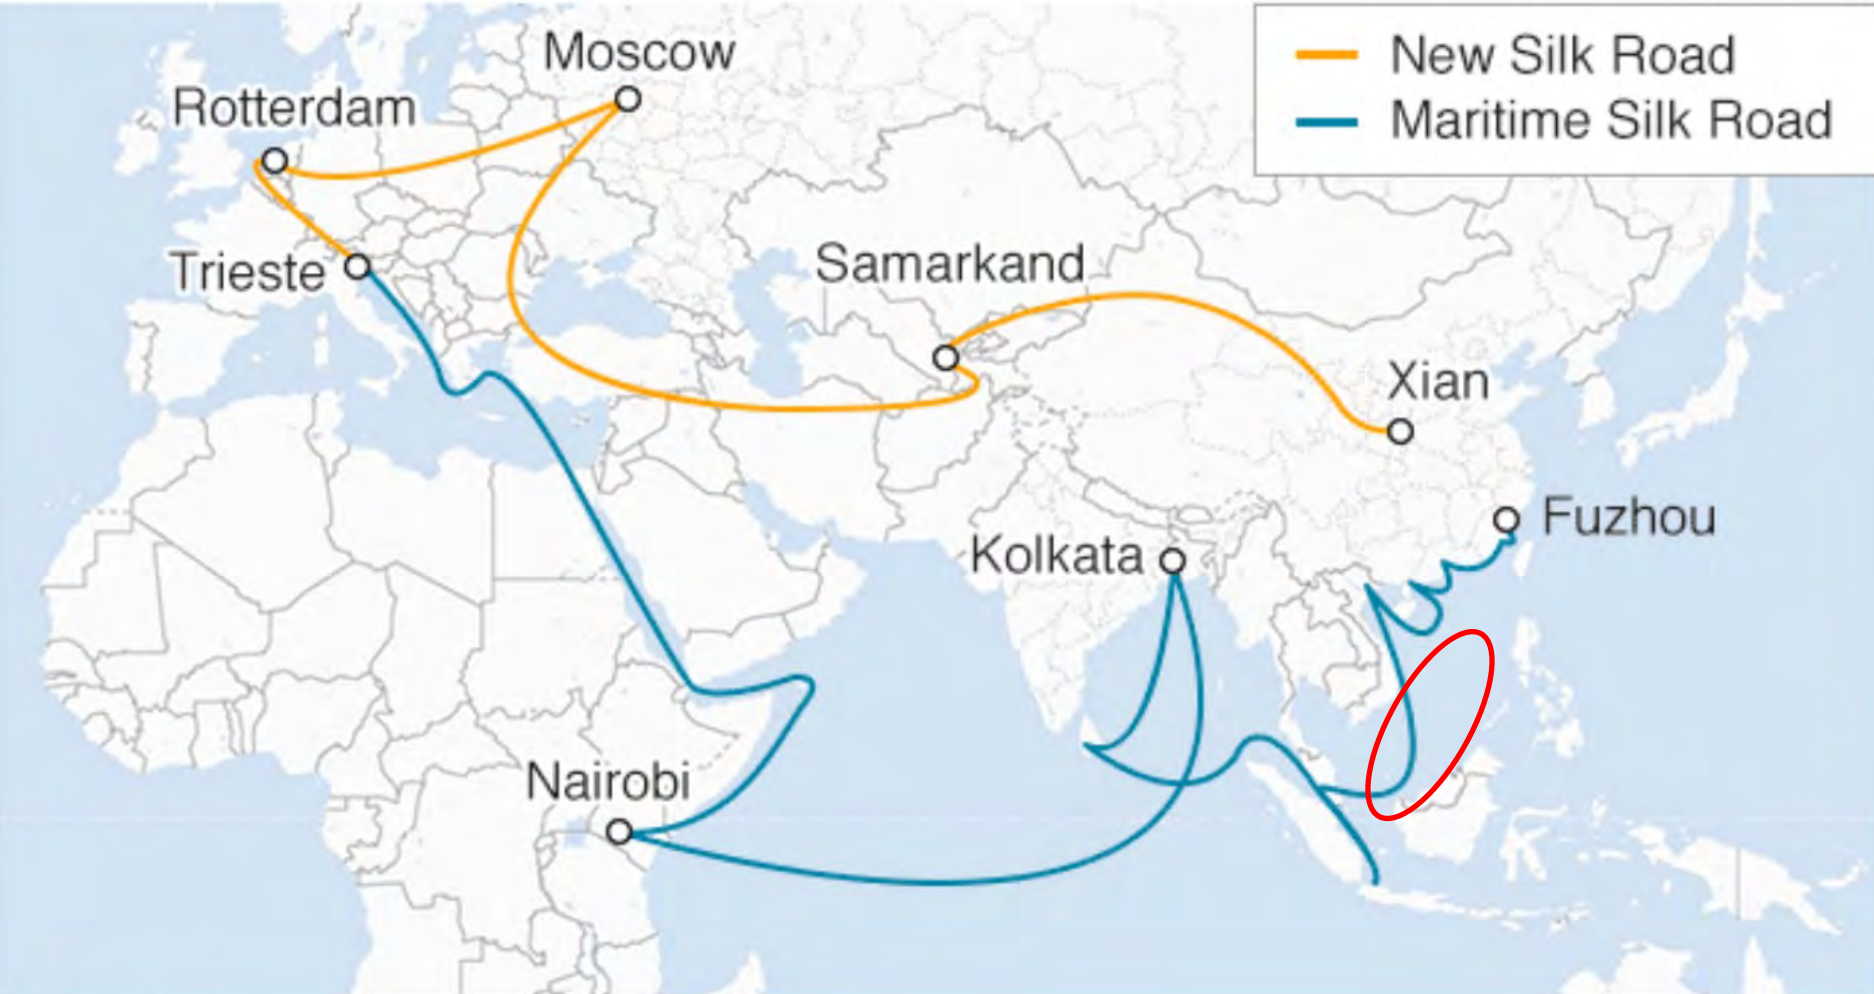 New Silk Road
Maritime Silk Road
Moscow
Rotterdam
Trieste
Samarkand
Xian
Fuzhou
Kolkata
Nairobi